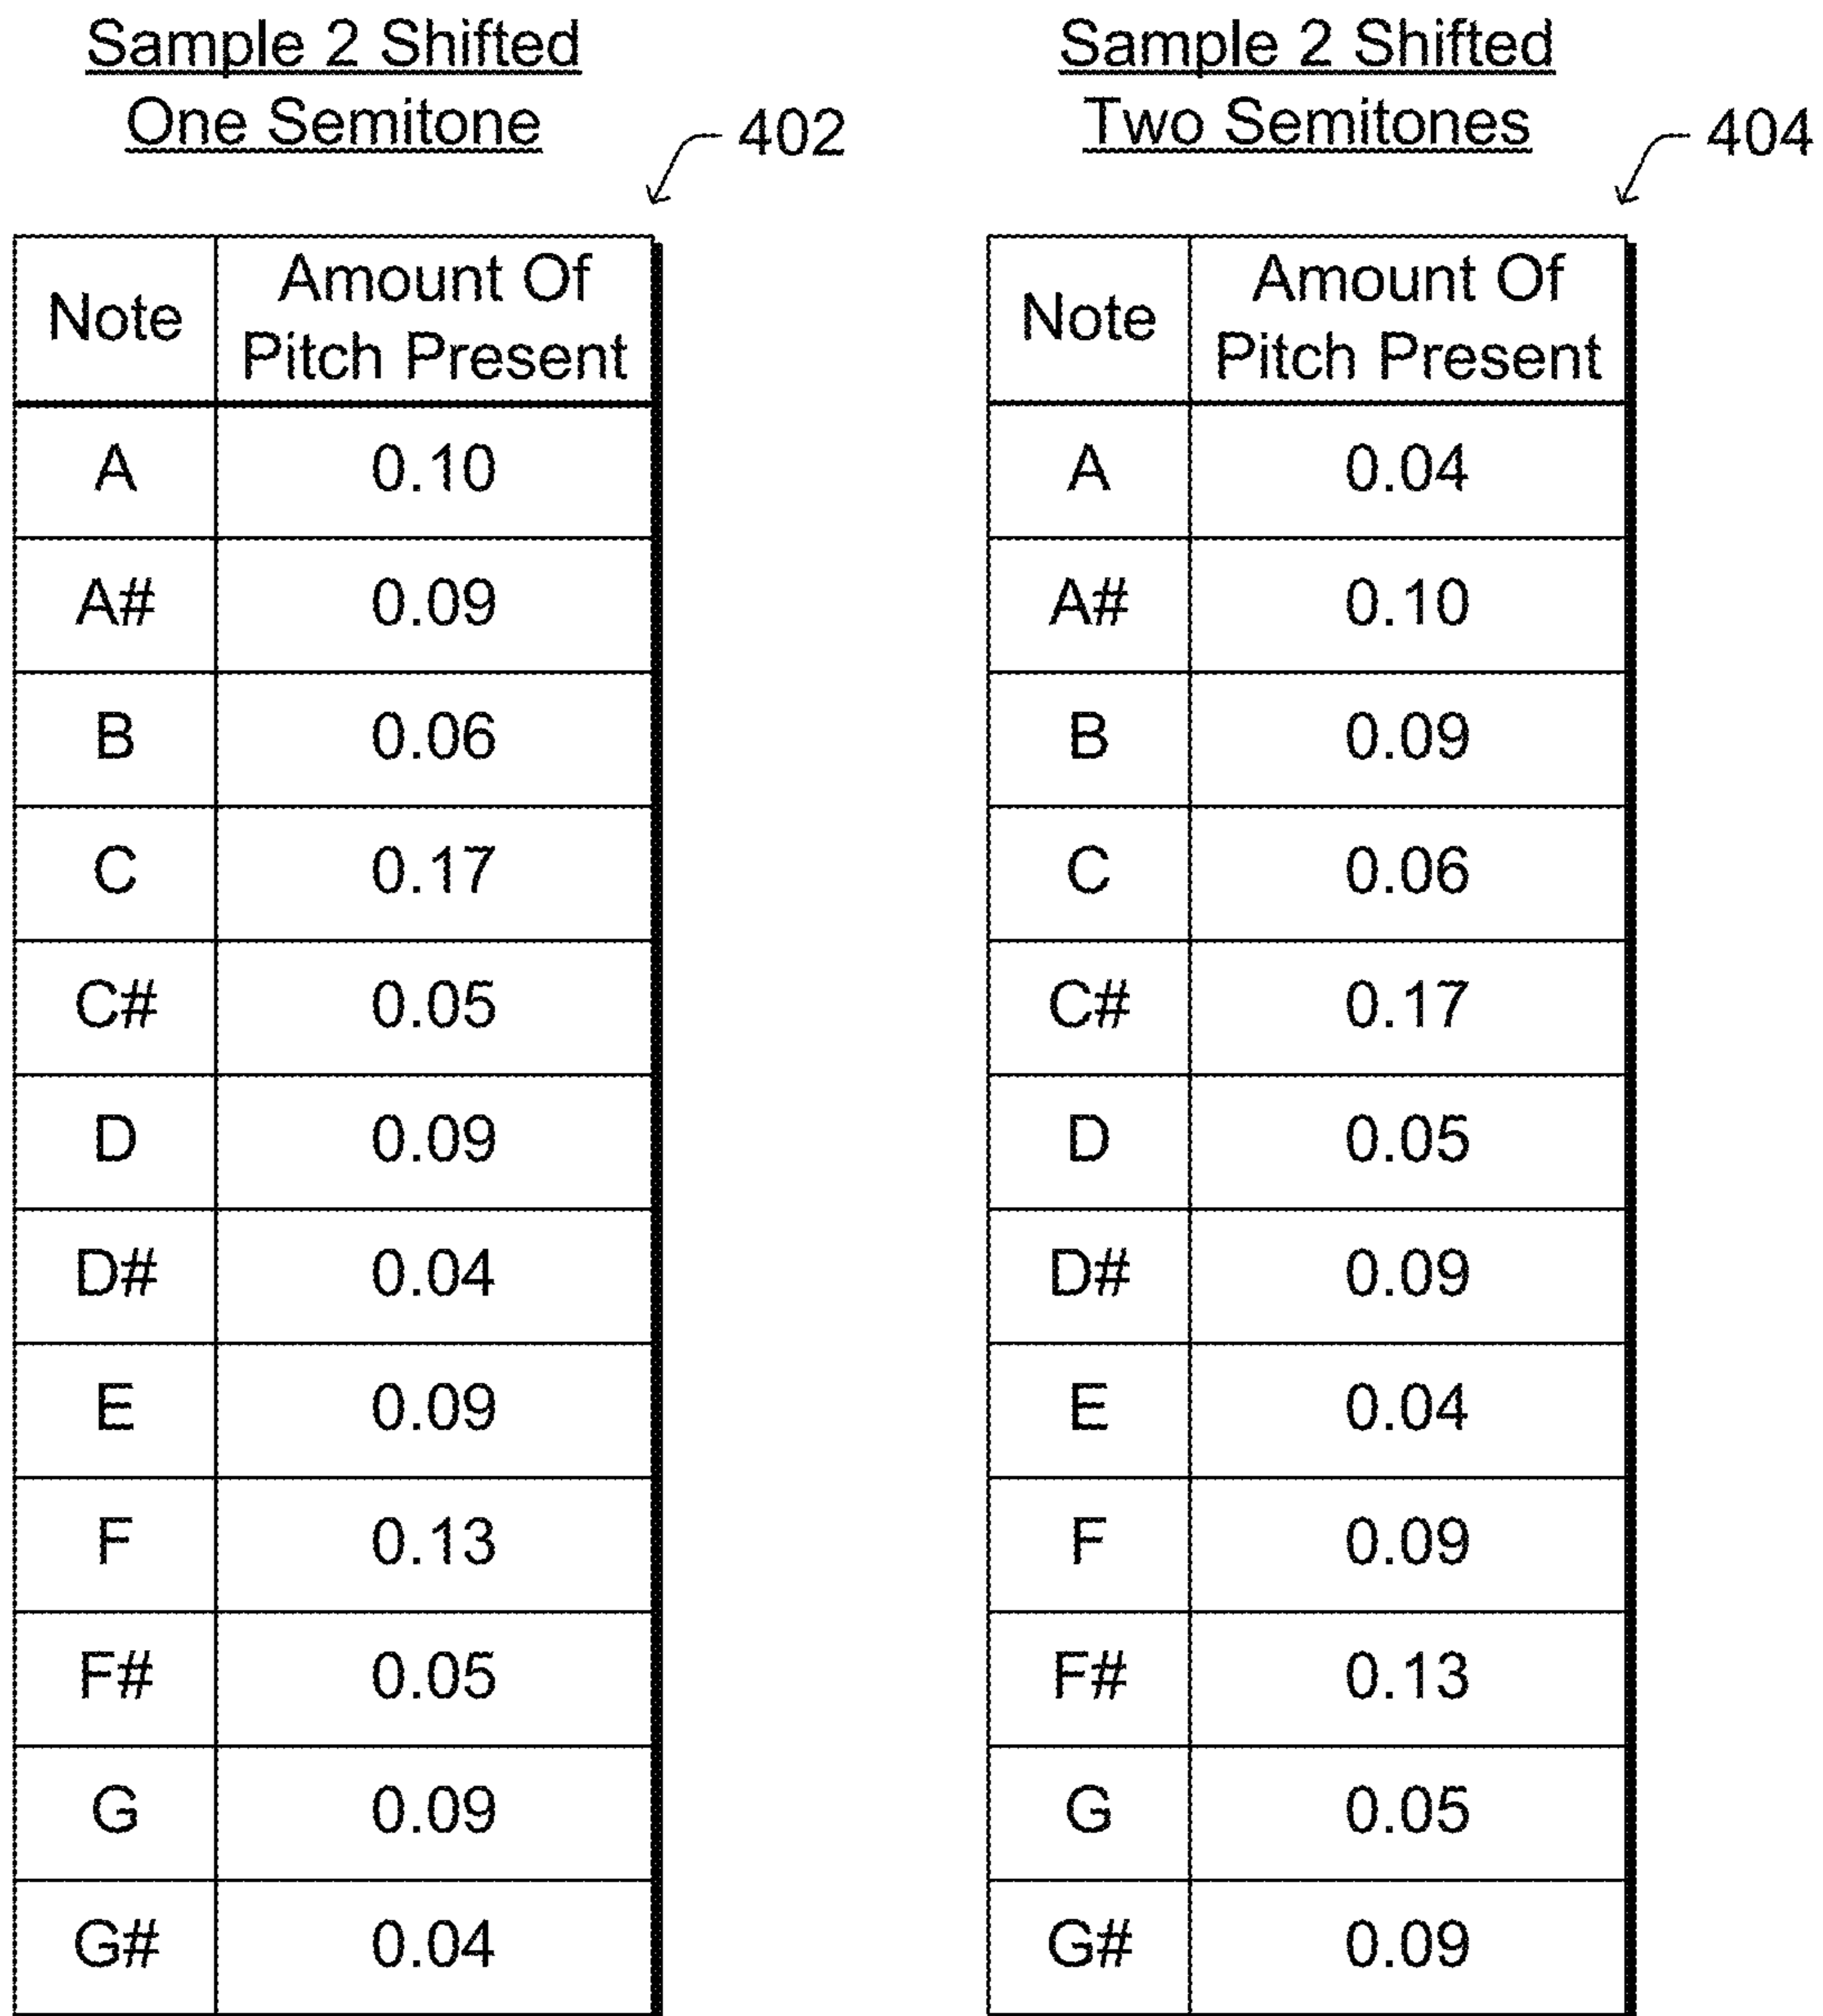 Sample 2 Shifted
One Semitone
402
Note
Amount Of
Pitch Present
A 0.10
A# 0.09
B 0.06
C 0.17
C# 0.05
D 0.09
D# 0.04
E 0.09
F 0.13
F# 0.05
G 0.09
G# 0.04
Sample 2 Shifted
Two Semitones
404
Note
Amount Of
Pitch Present
A 0.04
A# 0.10
B 0.09
C 0.06
C# 0.17
D 0.05
D# 0.09
E 0.04
F 0.09
F# 0.13
G 0.05
G# 0.09